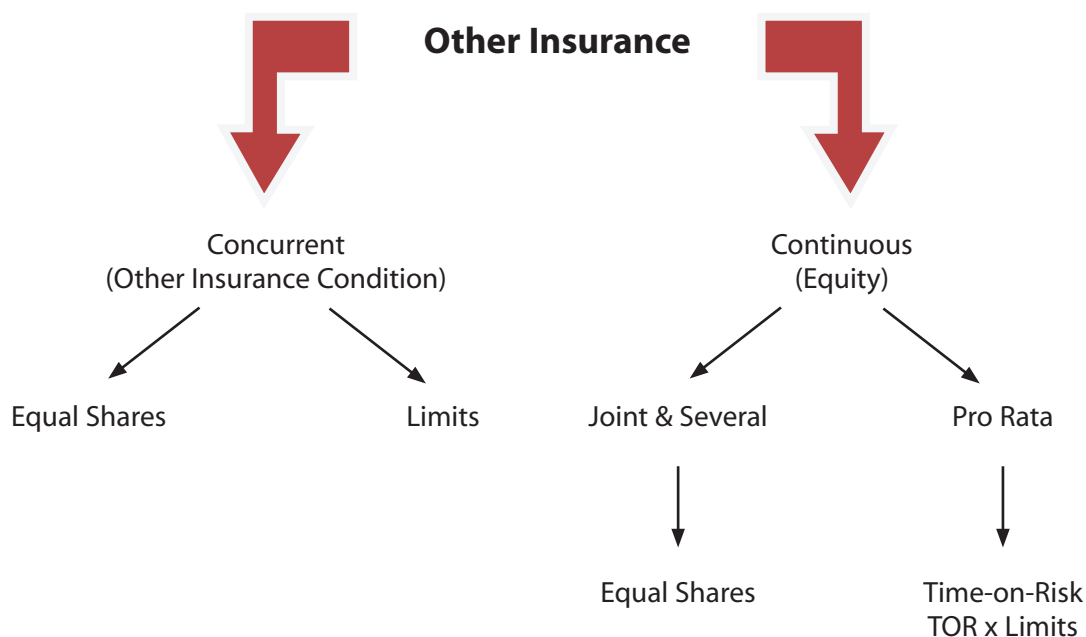 Other Insurance
Concurrent
(Other Insurance Condition)
Continuous
(Equity)
Equal Shares
Limits
Joint & Several
Pro Rata
Equal Shares
Time-on-Risk
TOR x Limits